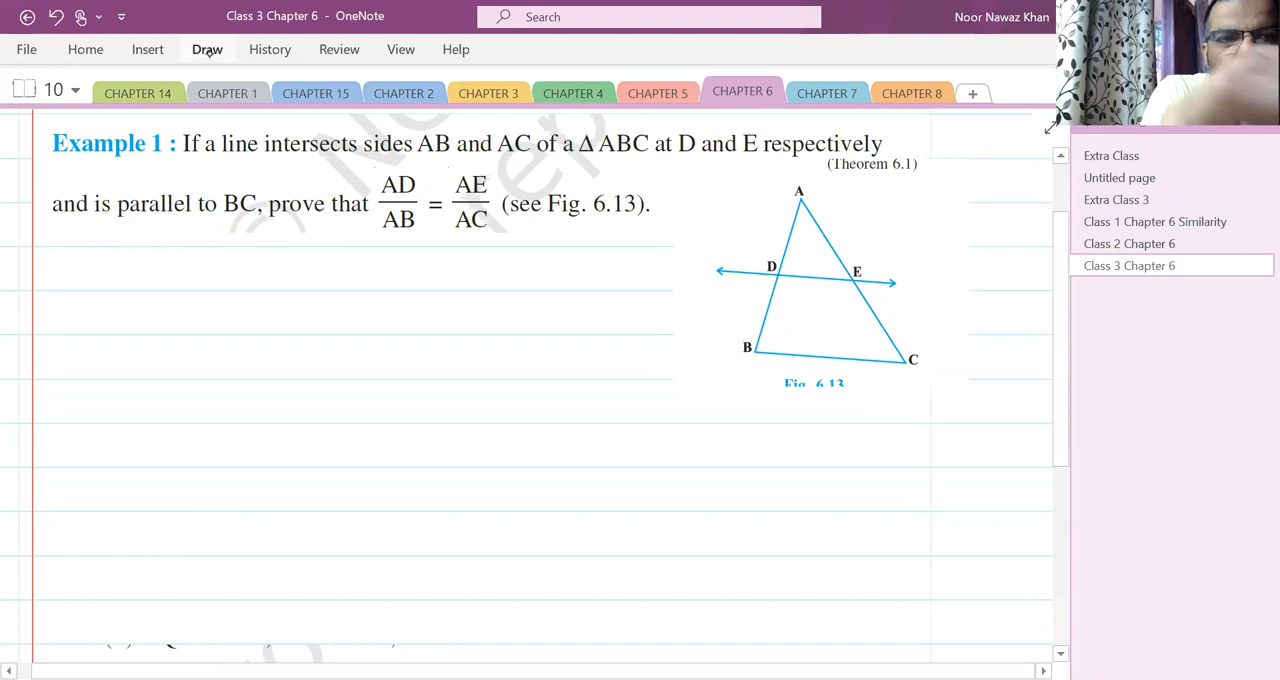 Class 3 Chapter 6 - OneNote
Search
Noor Nawaz Khan
File Home Insert Draw History Review View Help
10 CHAPTER 14 CHAPTER 1 CHAPTER 15 CHAPTER 2 CHAPTER 3 CHAPTER 4 CHAPTER 5 CHAPTER 6 CHAPTER 7 CHAPTER 8 +
Example 1 : If a line intersects sides AB and AC of a Δ ABC at D and E respectively
(Theorem 6.1)
and is parallel to BC, prove that AD/AB = AE/AC (see Fig. 6.13).
A
D E
B
C
Fig. 6.13
Extra Class
Untitled page
Extra Class 3
Class 1 Chapter 6 Similarity
Class 2 Chapter 6
Class 3 Chapter 6